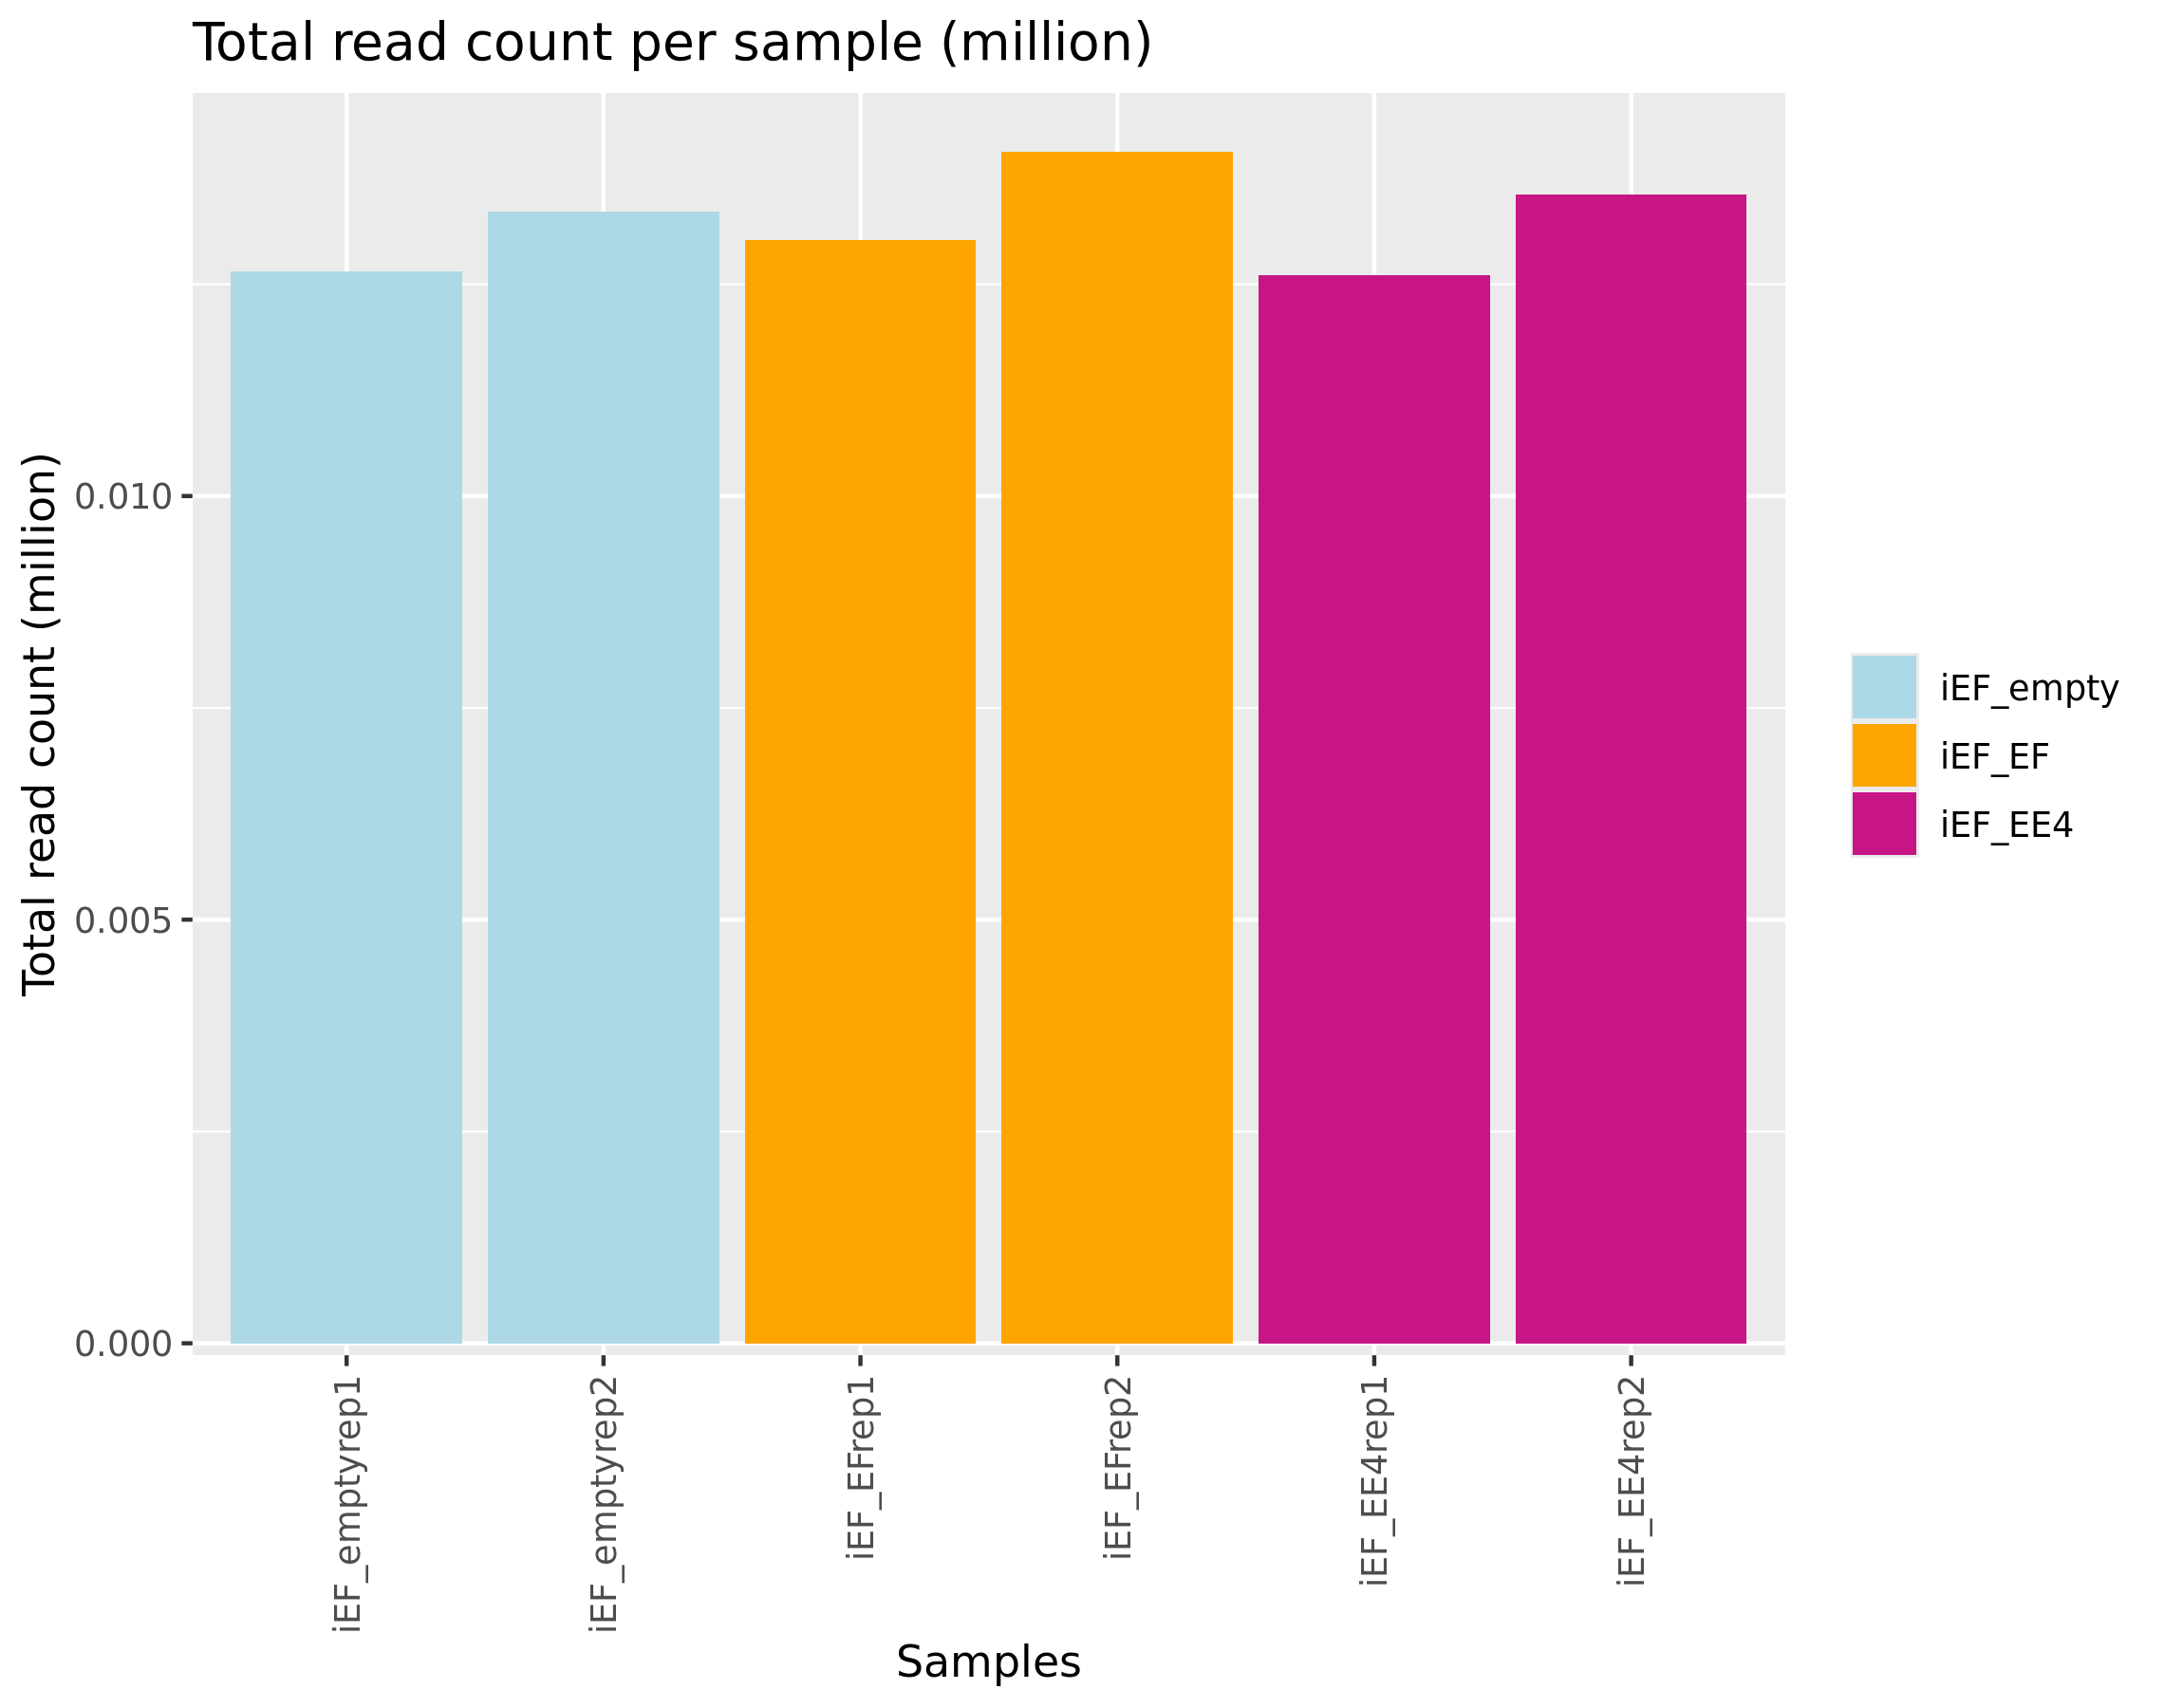 Total read count per sample (million)
Total read count (million)
0.010
0.005
0.000
iEF_emptyrep1
iEF_emptyrep2
iEF_EFrep1
iEF_EFrep2
iEF_EE4rep1
iEF_EE4rep2
Samples
iEF_empty
iEF_EF
iEF_EE4